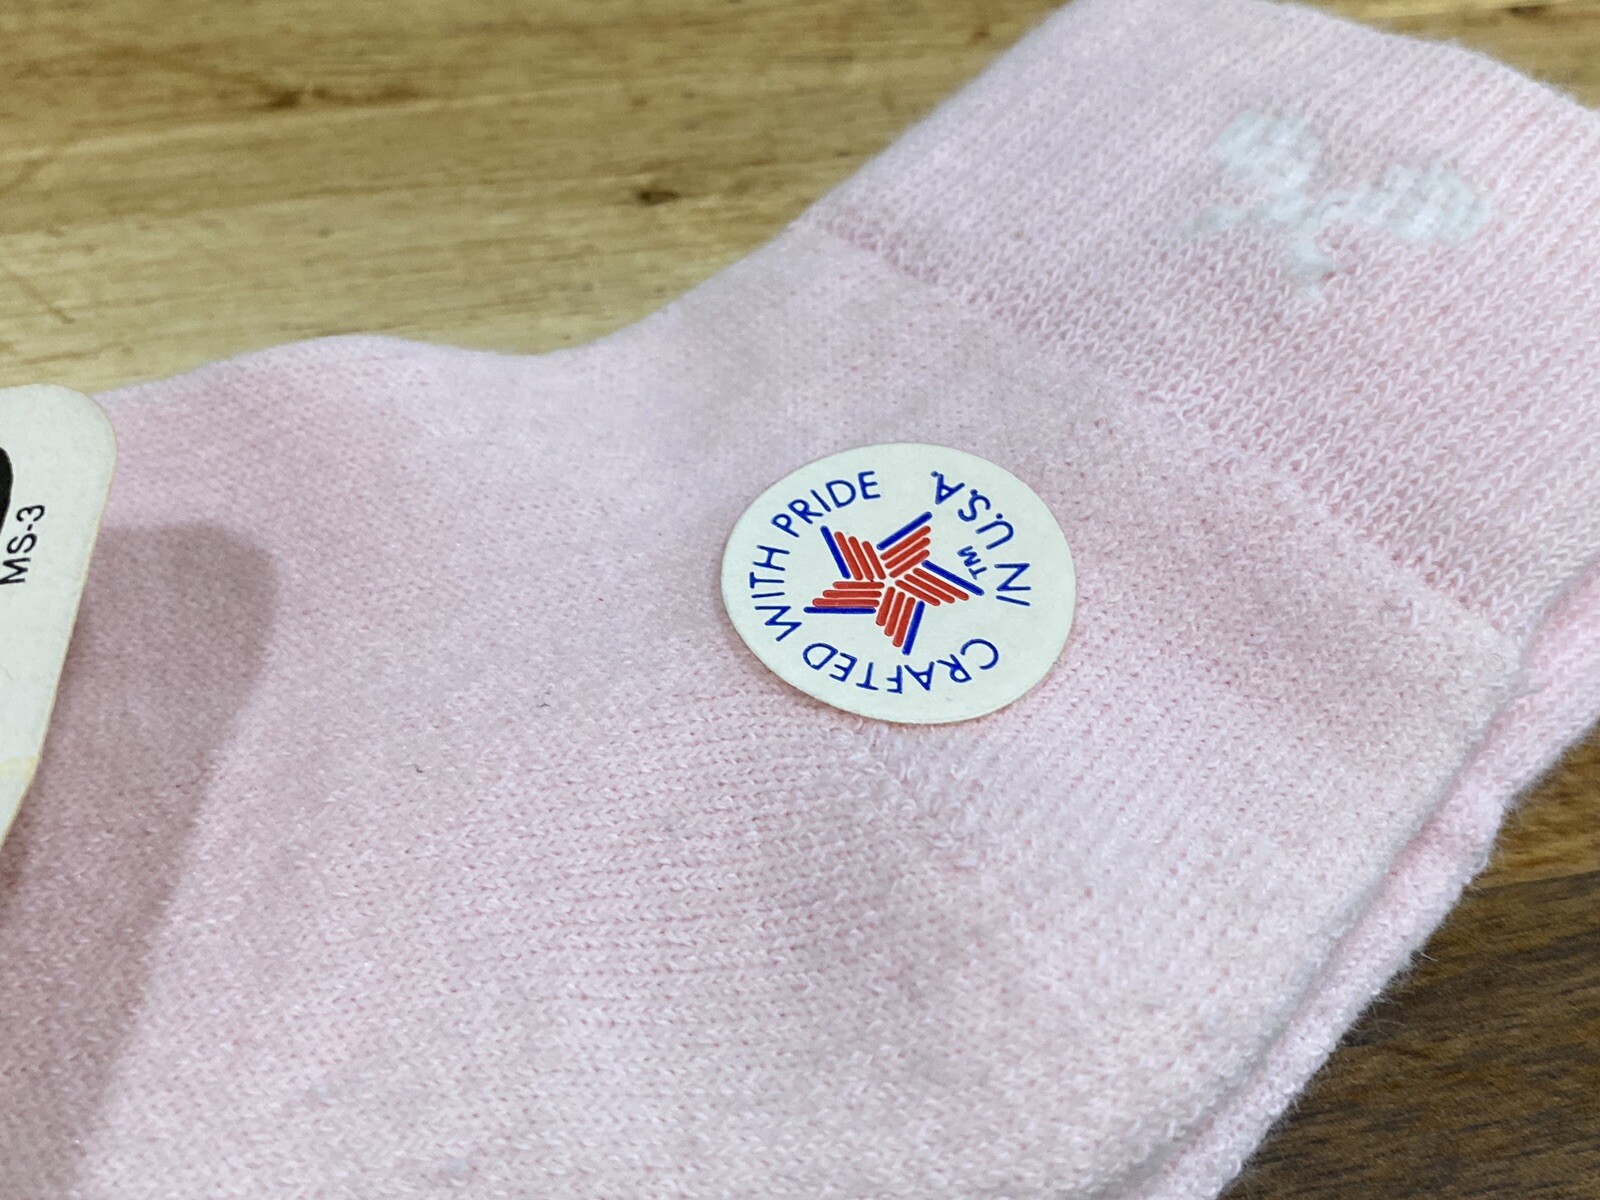 MS-3
CRAFTED WITH PRIDE IN U.S.A.
TM